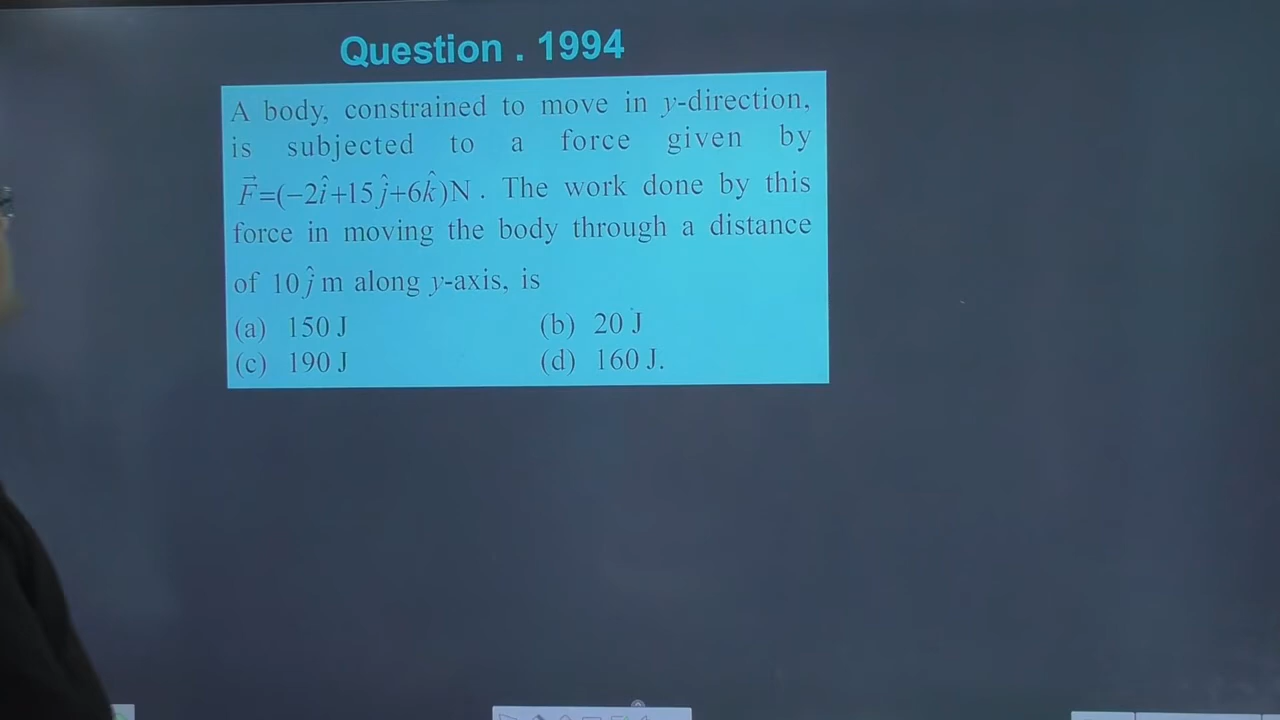 Question . 1994
A body, constrained to move in y-direction,
is subjected to a force given by
F⃗=(−2î+15ĵ+6k̂)N . The work done by this
force in moving the body through a distance
of 10ĵ m along y-axis, is
(a) 150 J (b) 20 J
(c) 190 J (d) 160 J.